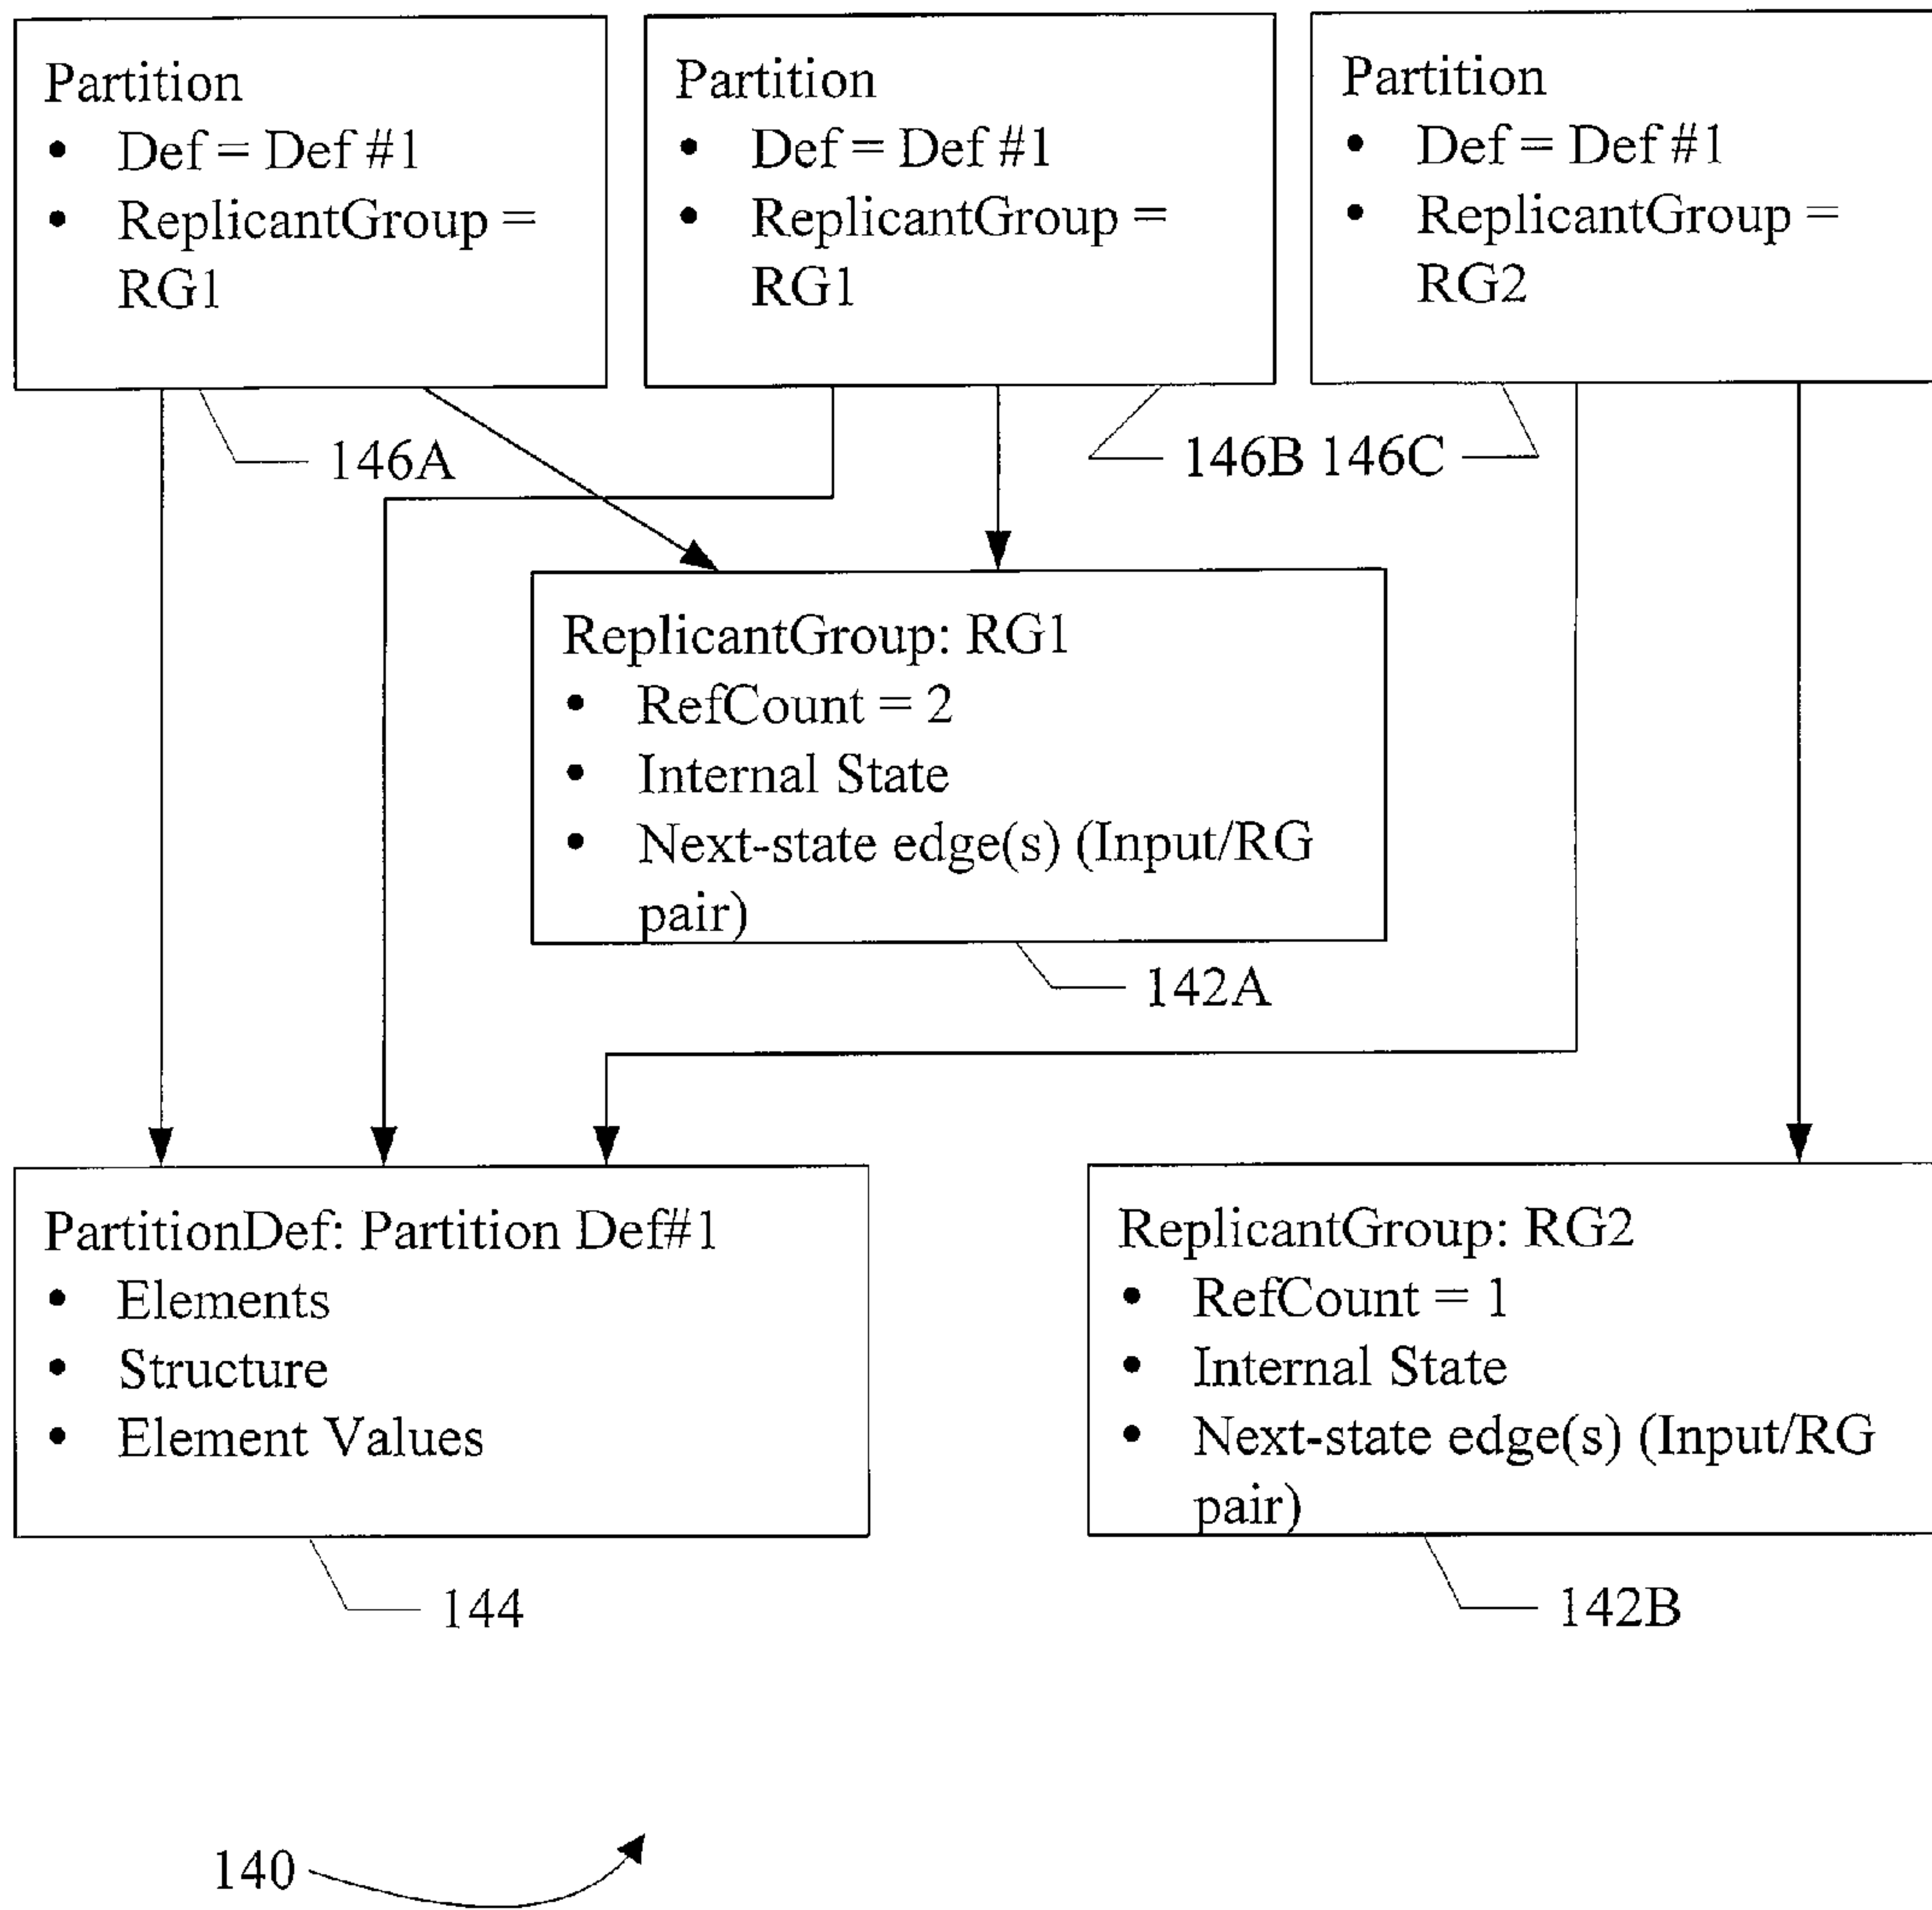 Partition
• Def = Def #1
• ReplicantGroup =
RG1
Partition
• Def = Def #1
• ReplicantGroup =
RG1
Partition
• Def = Def #1
• ReplicantGroup =
RG2
146A
146B
146C
ReplicantGroup: RG1
• RefCount = 2
• Internal State
• Next-state edge(s) (Input/RG
pair)
142A
PartitionDef: Partition Def#1
• Elements
• Structure
• Element Values
ReplicantGroup: RG2
• RefCount = 1
• Internal State
• Next-state edge(s) (Input/RG
pair)
144
142B
140